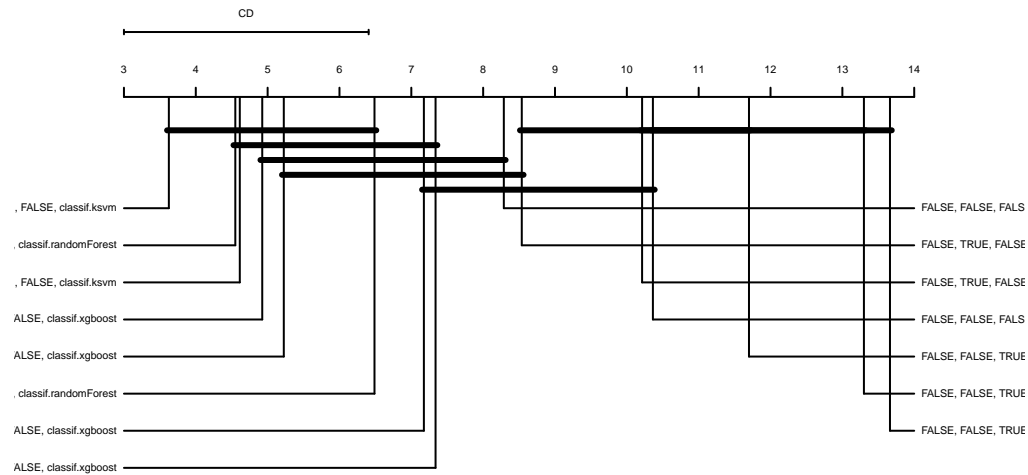 CD
3 4 5 6 7 8 9 10 11 12 13 14
, FALSE, classif.ksvm
, classif.randomForest
, FALSE, classif.ksvm
ALSE, classif.xgboost
ALSE, classif.xgboost
, classif.randomForest
ALSE, classif.xgboost
ALSE, classif.xgboost
FALSE, FALSE, FALS
FALSE, TRUE, FALSE
FALSE, TRUE, FALSE
FALSE, FALSE, FALS
FALSE, FALSE, TRUE
FALSE, FALSE, TRUE
FALSE, FALSE, TRUE